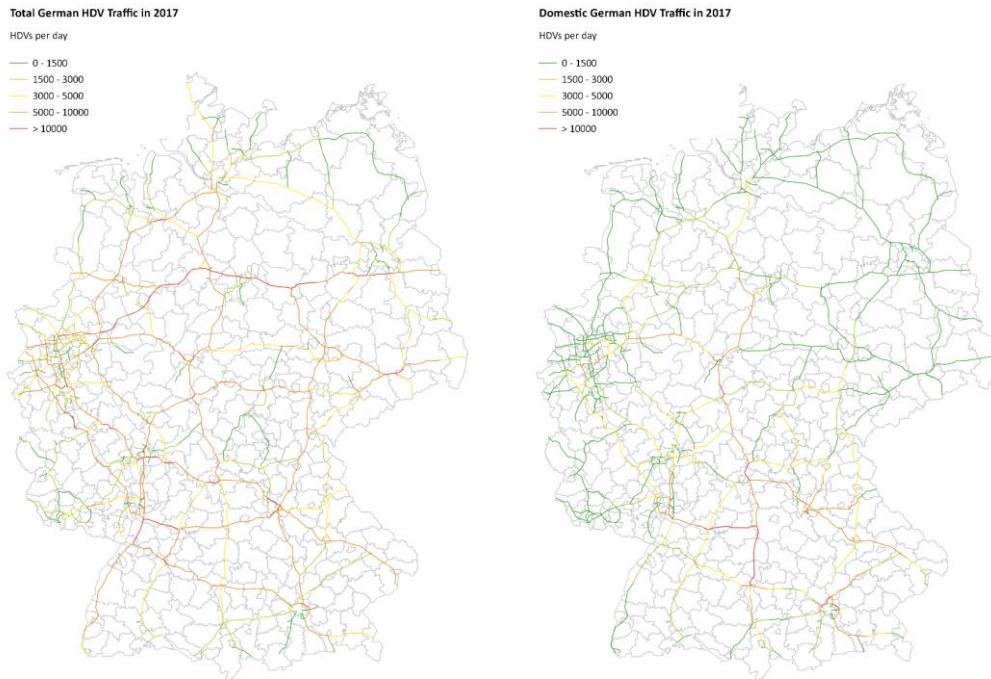 Total German HDV Traffic in 2017
HDVs per day
0 - 1500
1500 - 3000
3000 - 5000
5000 - 10000
> 10000
Domestic German HDV Traffic in 2017
HDVs per day
0 - 1500
1500 - 3000
3000 - 5000
5000 - 10000
> 10000